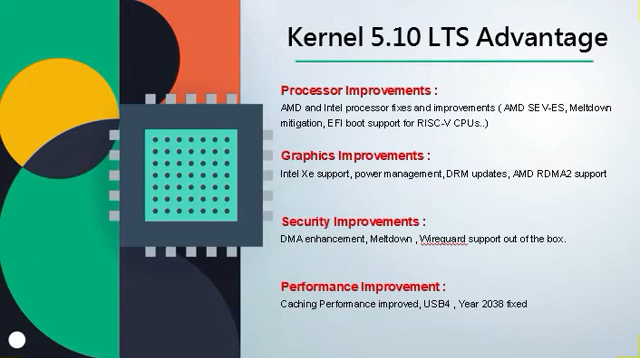 Kernel 5.10 LTS Advantage
Processor Improvements :
AMD and Intel processor fixes and improvements ( AMD SEV-ES, Meltdown
mitigation, EFI boot support for RISC-V CPUs..)
Graphics Improvements :
Intel Xe support, power management, DRM updates, AMD RDMA2 support
Security Improvements :
DMA enhancement, Meltdown , Wireguard support out of the box.
Performance Improvement :
Caching Performance improved, USB4 , Year 2038 fixed